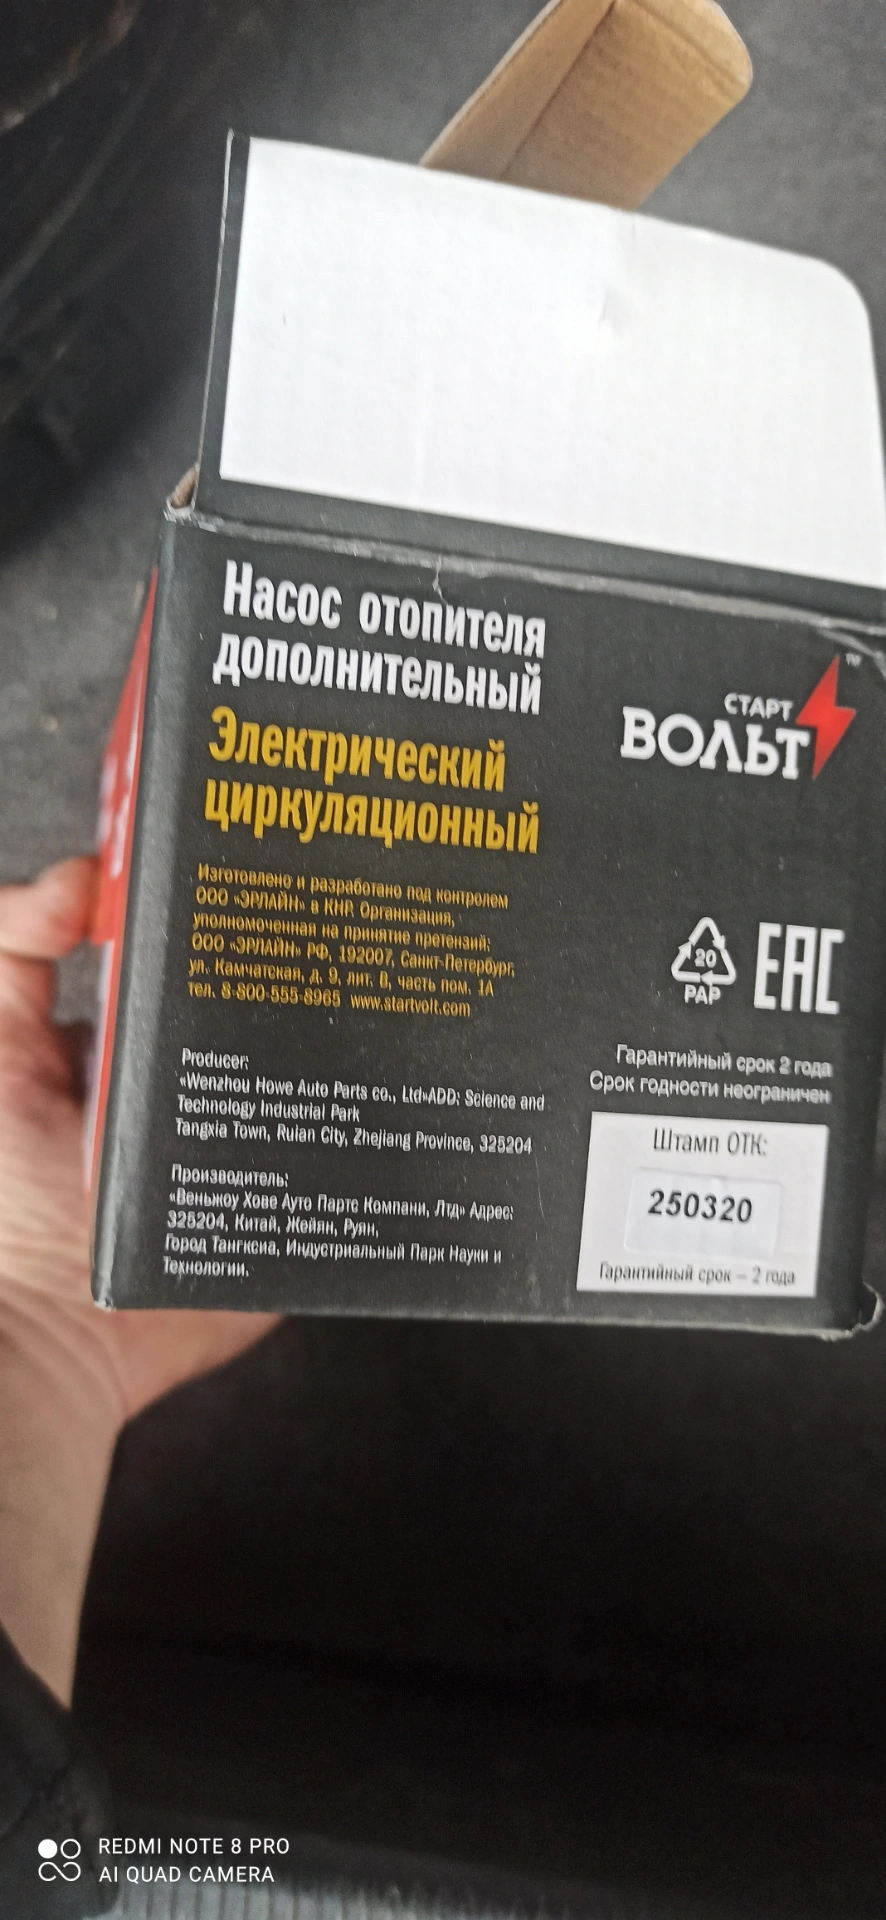 Насос отопителя
дополнительный
Электрический
циркуляционный
СТАРТ
ВОЛЬТ
TM
Изготовлено и разработано под контролем
ООО «ЭРЛАЙН» в КНР. Организация,
уполномоченная на принятие претензий:
ООО «ЭРЛАЙН» РФ, 192007, Санкт-Петербург,
ул. Камчатская, д. 9, лит. В, часть пом. 1А
тел. 8-800-555-8965 www.startvolt.com
20
PAP
EAC
Producer:
«Wenzhou Howe Auto Parts co., Ltd»ADD: Science and
Technology Industrial Park
Tangxia Town, Ruian City, Zhejiang Province, 325204
Производитель:
«Веньжоу Хове Ауто Партс Компани, Лтд» Адрес:
325204, Китай, Жейян, Руян,
Город Тангксиа, Индустриальный Парк Науки и
Технологии.
Гарантийный срок 2 года
Срок годности неограничен
Штамп ОТК:
250320
Гарантийный срок – 2 года
REDMI NOTE 8 PRO
AI QUAD CAMERA